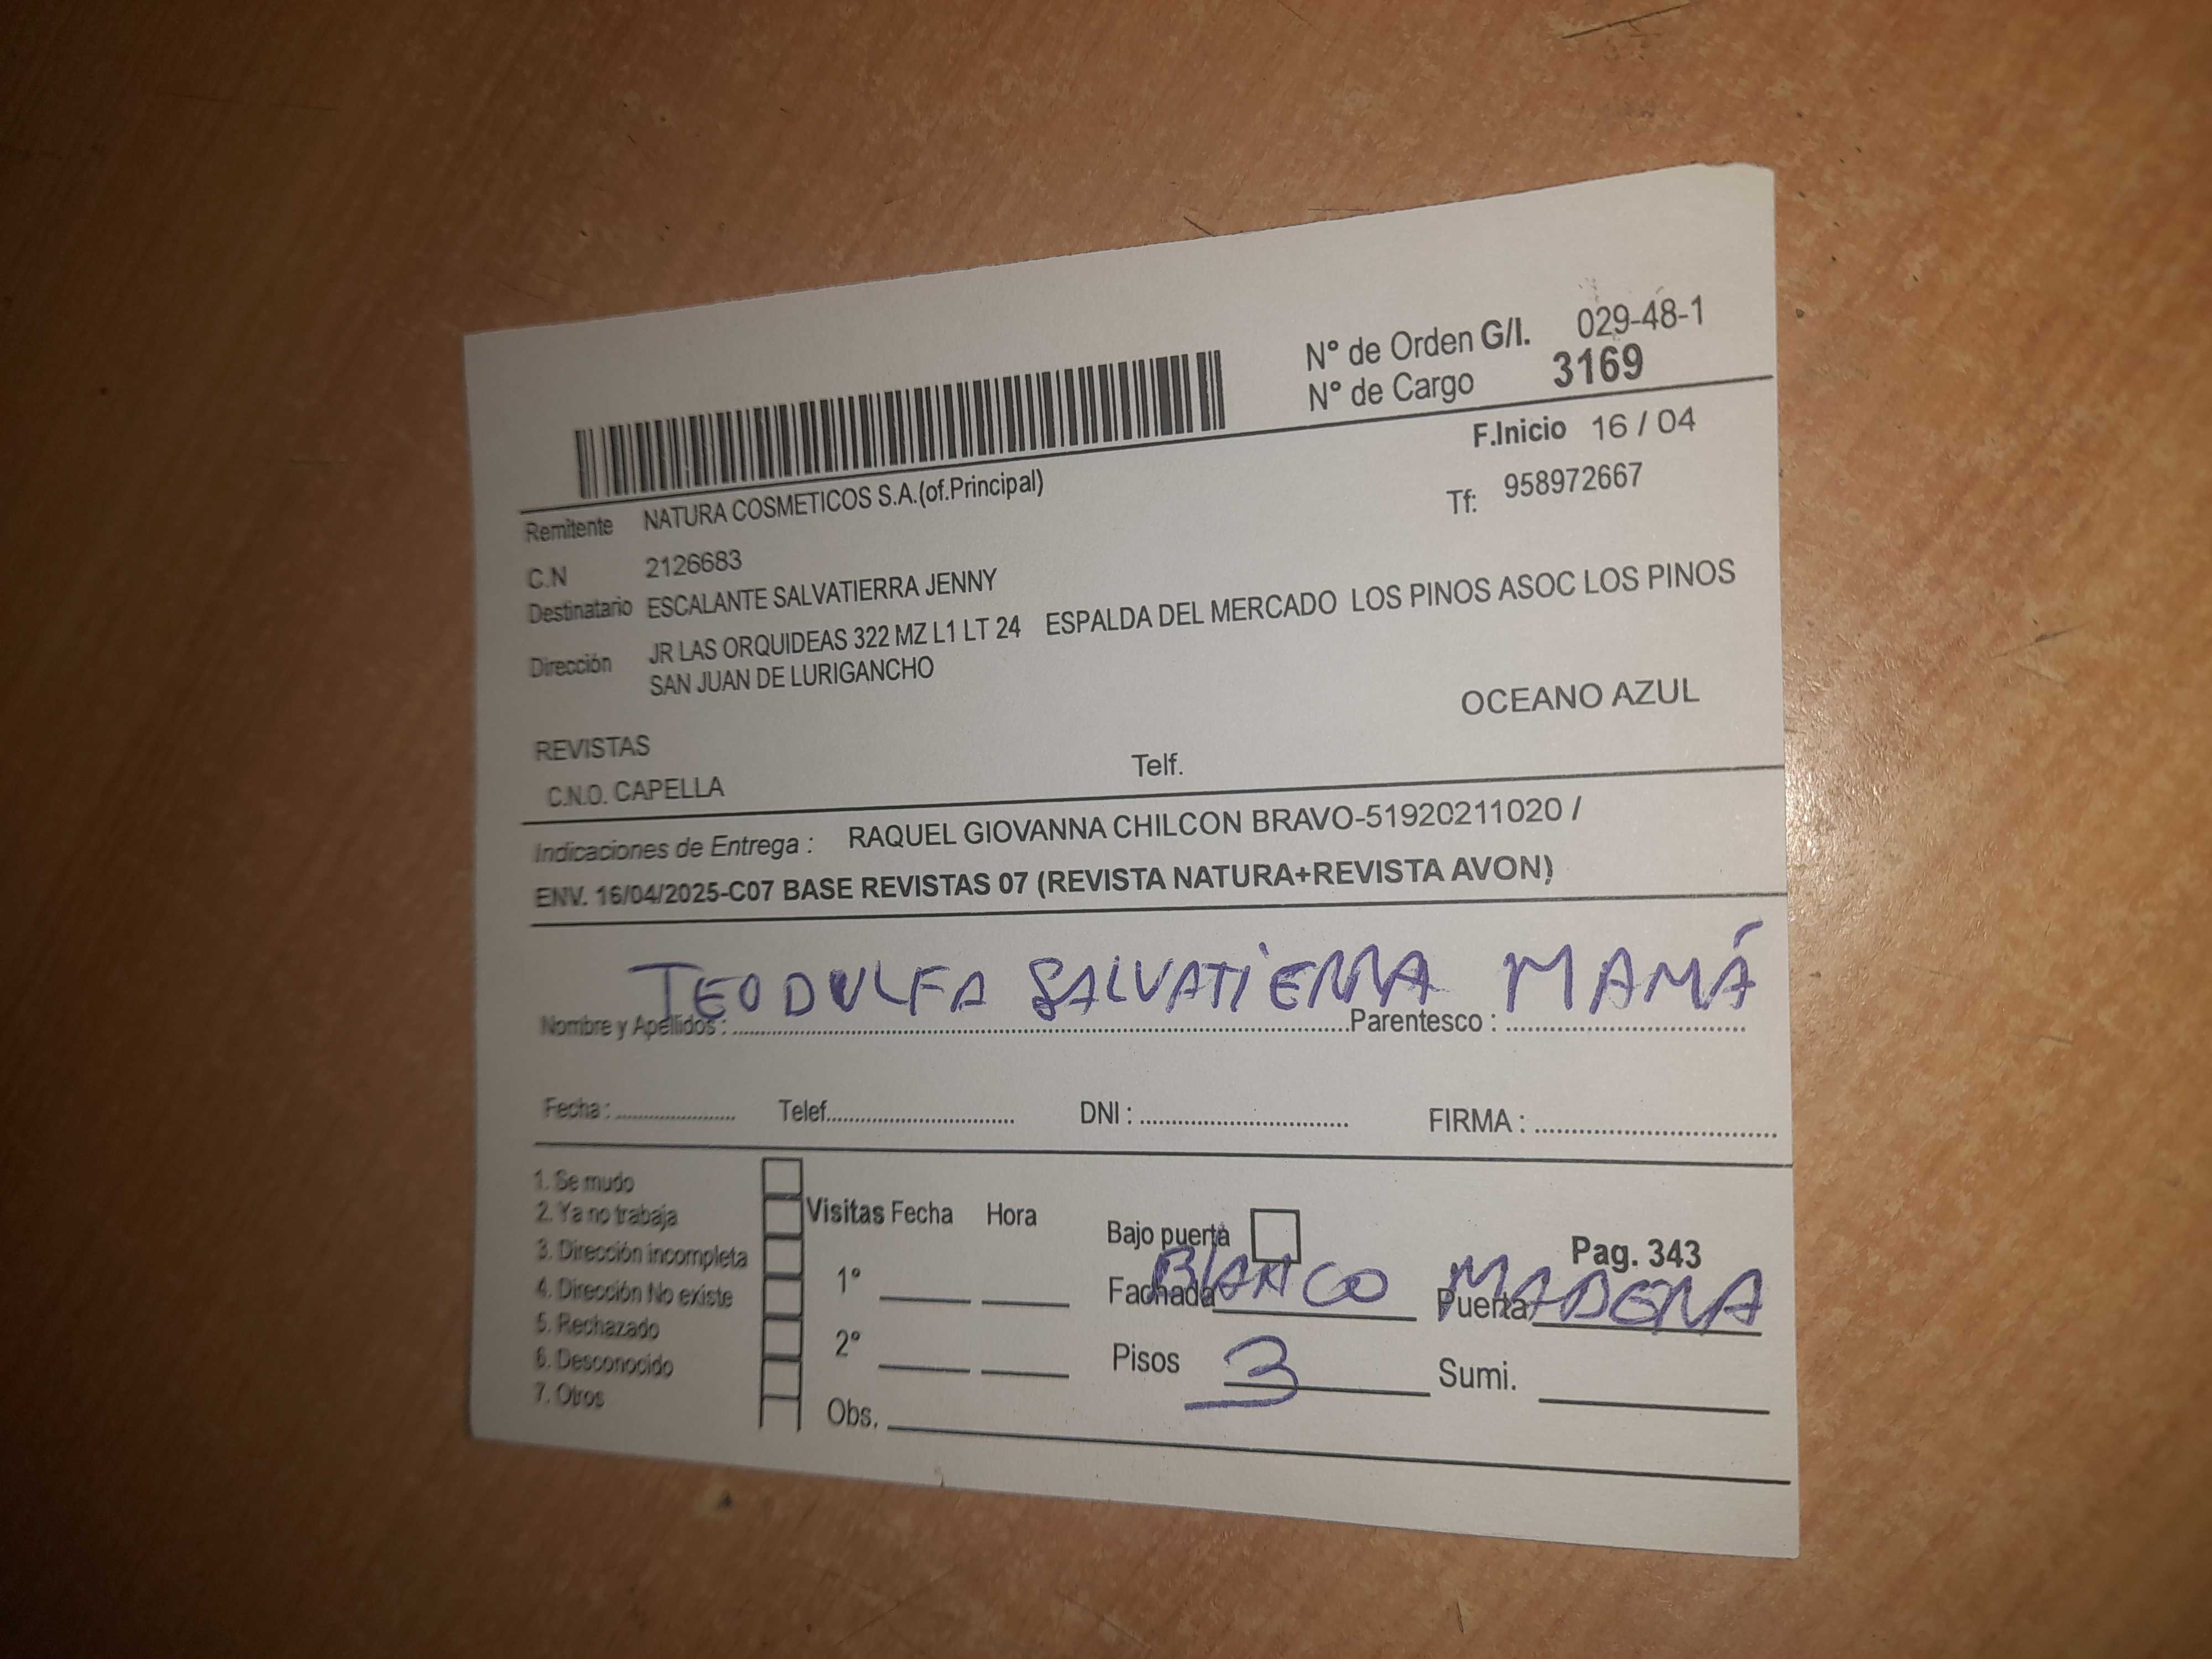 N° de Orden G/I. 029-48-1
N° de Cargo 3169
F.Inicio 16 / 04
Remitente NATURA COSMETICOS S.A.(of.Principal)
Tf: 958972667
C.N 2126683
Destinatario ESCALANTE SALVATIERRA JENNY
Dirección JR LAS ORQUIDEAS 322 MZ L1 LT 24 ESPALDA DEL MERCADO LOS PINOS ASOC LOS PINOS
SAN JUAN DE LURIGANCHO
OCEANO AZUL
REVISTAS
C.N.O. CAPELLA Telf.
Indicaciones de Entrega : RAQUEL GIOVANNA CHILCON BRAVO-51920211020 /
ENV. 16/04/2025-C07 BASE REVISTAS 07 (REVISTA NATURA+REVISTA AVON)
TEODULFA SALVATIERRA MAMÁ
Nombre y Apellidos : Parentesco :
Fecha : Telef. DNI : FIRMA :
1. Se mudo
2. Ya no trabaja
3. Dirección incompleta
4. Dirección No existe
5. Rechazado
6. Desconocido
7. Otros
Visitas Fecha Hora
1°
2°
Obs.
Bajo puerta
Pag. 343
Fachada BLANCO Puerta MADERA
Pisos 3 Sumi.